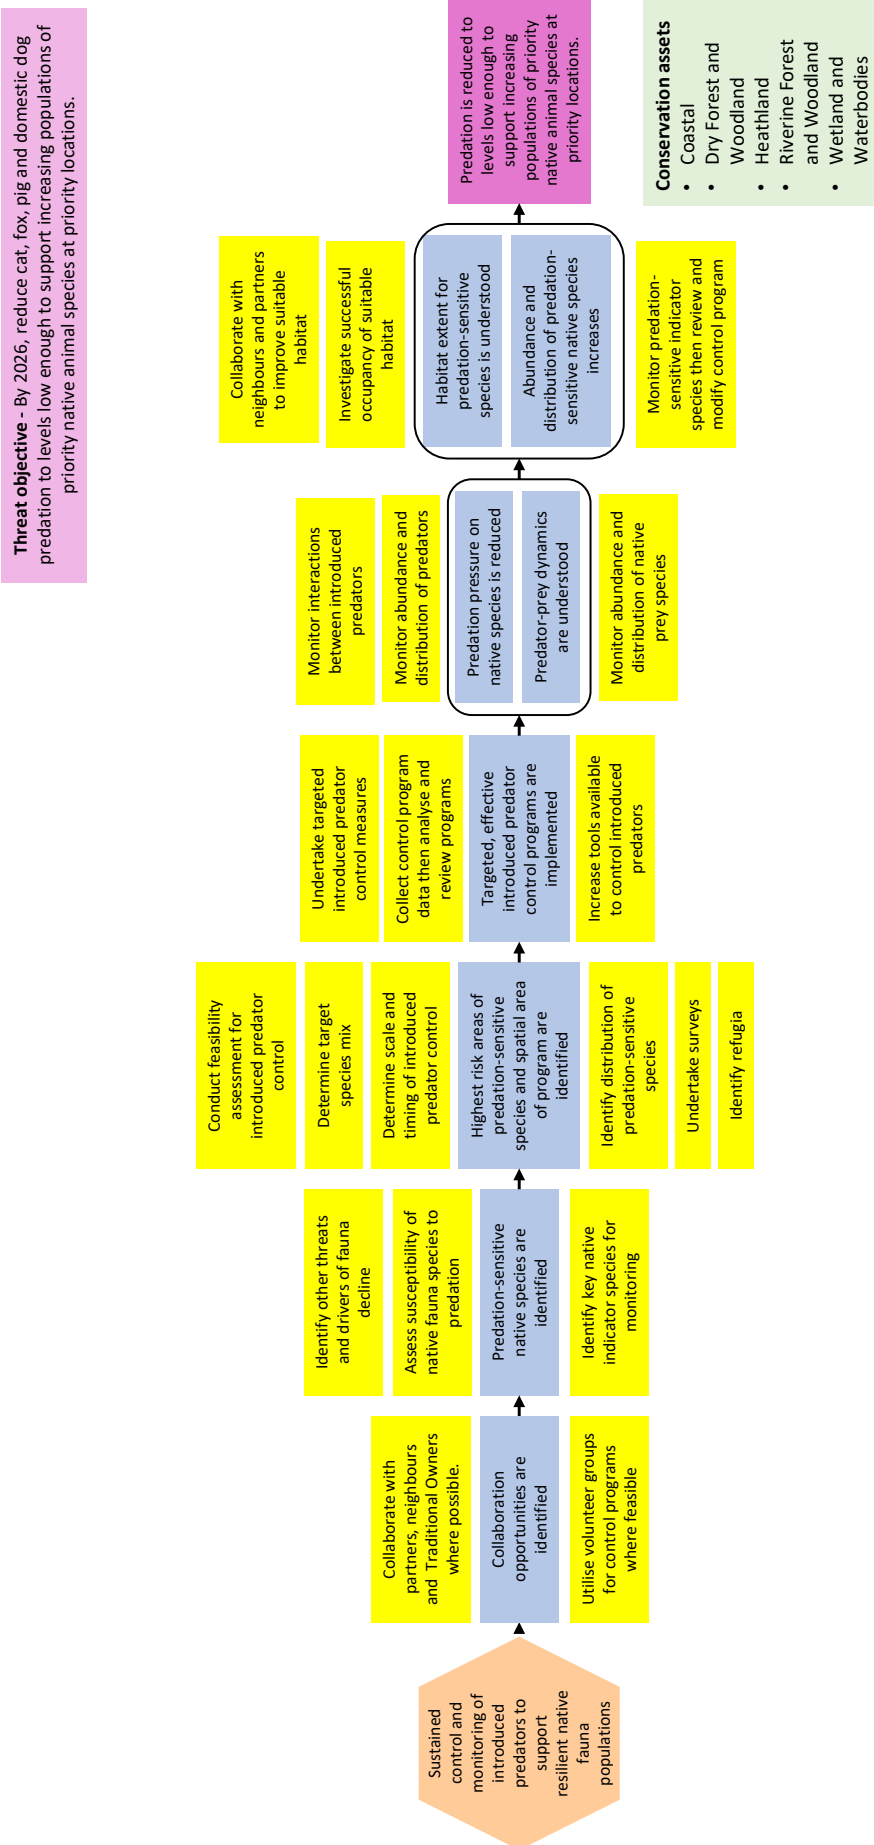 Threat objective - By 2026, reduce cat, fox, pig and domestic dog
predation to levels low enough to support increasing populations of
priority native animal species at priority locations.
Sustained
control and
monitoring of
introduced
predators to
support
resilient native
fauna
populations
Collaborate with
partners, neighbours
and Traditional Owners
where possible.
Collaboration
opportunities are
identified
Utilise volunteer groups
for control programs
where feasible
Identify other threats
and drivers of fauna
decline
Assess susceptibility of
native fauna species to
predation
Predation-sensitive
native species are
identified
Identify key native
indicator species for
monitoring
Conduct feasibility
assessment for
introduced predator
control
Determine target
species mix
Determine scale and
timing of introduced
predator control
Highest risk areas of
predation-sensitive
species and spatial area
of program are
identified
Identify distribution of
predation-sensitive
species
Undertake surveys
Identify refugia
Undertake targeted
introduced predator
control measures
Collect control program
data then analyse and
review programs
Targeted, effective
introduced predator
control programs are
implemented
Increase tools available
to control introduced
predators
Monitor interactions
between introduced
predators
Monitor abundance and
distribution of predators
Predation pressure on
native species is reduced
Predator-prey dynamics
are understood
Monitor abundance and
distribution of native
prey species
Collaborate with
neighbours and partners
to improve suitable
habitat
Investigate successful
occupancy of suitable
habitat
Habitat extent for
predation-sensitive
species is understood
Abundance and
distribution of predation-
sensitive native species
increases
Monitor predation-
sensitive indicator
species then review and
modify control program
Predation is reduced to
levels low enough to
support increasing
populations of priority
native animal species at
priority locations.
Conservation assets
• Coastal
• Dry Forest and
Woodland
• Heathland
• Riverine Forest
and Woodland
• Wetland and
Waterbodies